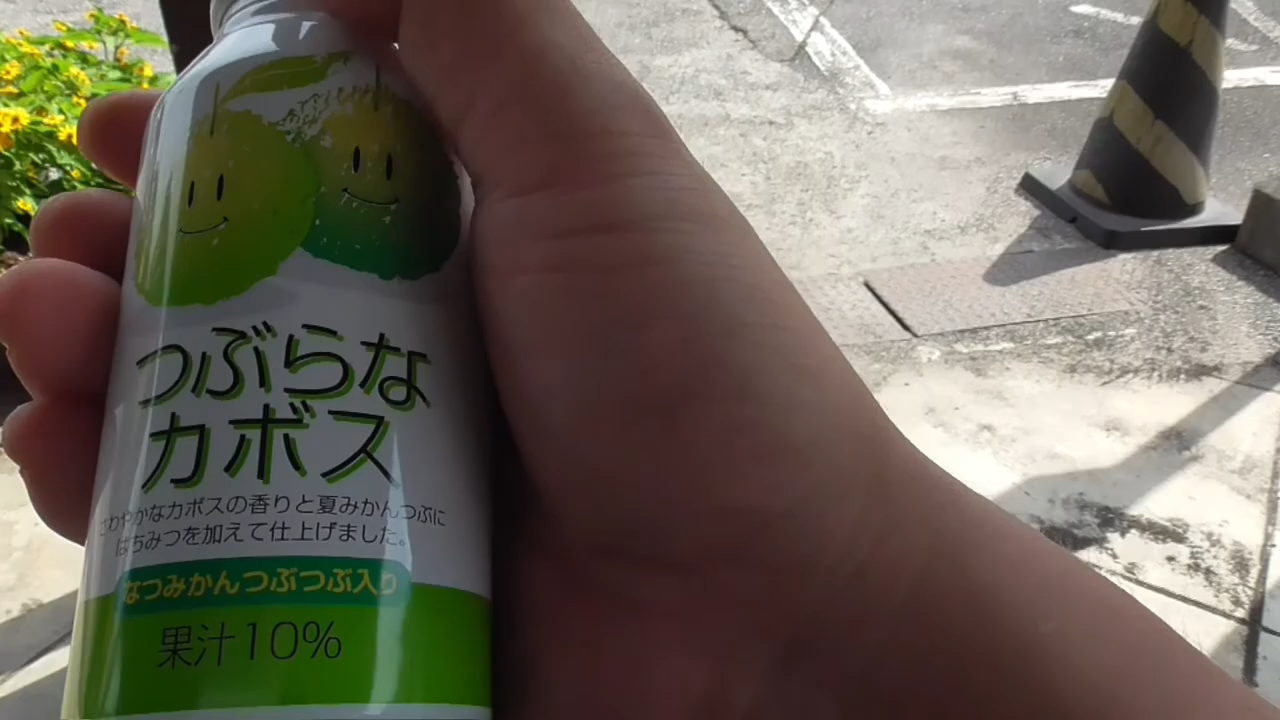 つぶらな
カボス
さわやかなカボスの香りと夏みかんつぶに
はちみつを加えて仕上げました。
なつみかんつぶつぶ入り
果汁10%